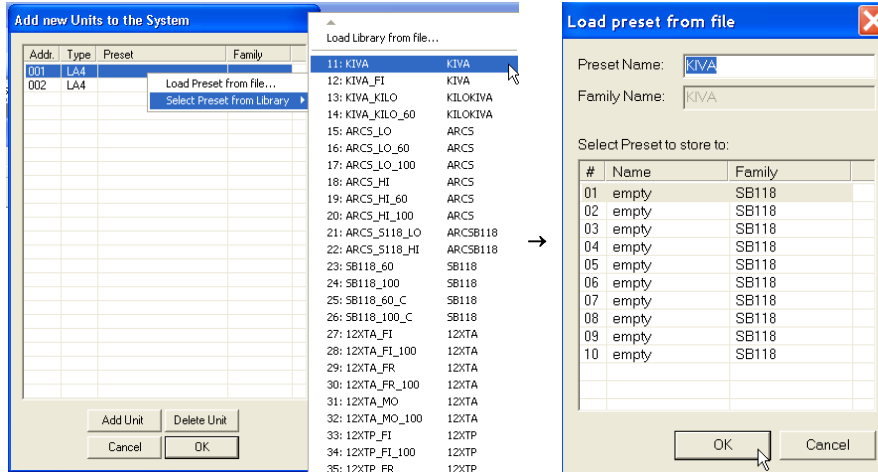 Add new Units to the System
Addr. Type Preset Family
001 LA4
002 LA4
Load Preset from file...
Select Preset from Library
Add Unit Delete Unit
Cancel OK
Load Library from file...
11: KIVA KIVA
12: KIVA_FI KIVA
13: KIVA_KILO KILOKIVA
14: KIVA_KILO_60 KILOKIVA
15: ARCS_LO ARCS
16: ARCS_LO_60 ARCS
17: ARCS_LO_100 ARCS
18: ARCS_HI ARCS
19: ARCS_HI_60 ARCS
20: ARCS_HI_100 ARCS
21: ARCS_S118_LO ARCSB118
22: ARCS_S118_HI ARCSB118
23: SB118_60 SB118
24: SB118_100 SB118
25: SB118_60_C SB118
26: SB118_100_C SB118
27: 12XTA_FI 12XTA
28: 12XTA_FI_100 12XTA
29: 12XTA_FR 12XTA
30: 12XTA_FR_100 12XTA
31: 12XTA_MO 12XTA
32: 12XTA_MO_100 12XTA
33: 12XTP_FI 12XTP
34: 12XTP_FI_100 12XTP
35: 12XTP_FR 12XTP
→
Load preset from file
Preset Name: KIVA
Family Name: KIVA
Select Preset to store to:
# Name Family
01 empty SB118
02 empty SB118
03 empty SB118
04 empty SB118
05 empty SB118
06 empty SB118
07 empty SB118
08 empty SB118
09 empty SB118
10 empty SB118
OK Cancel